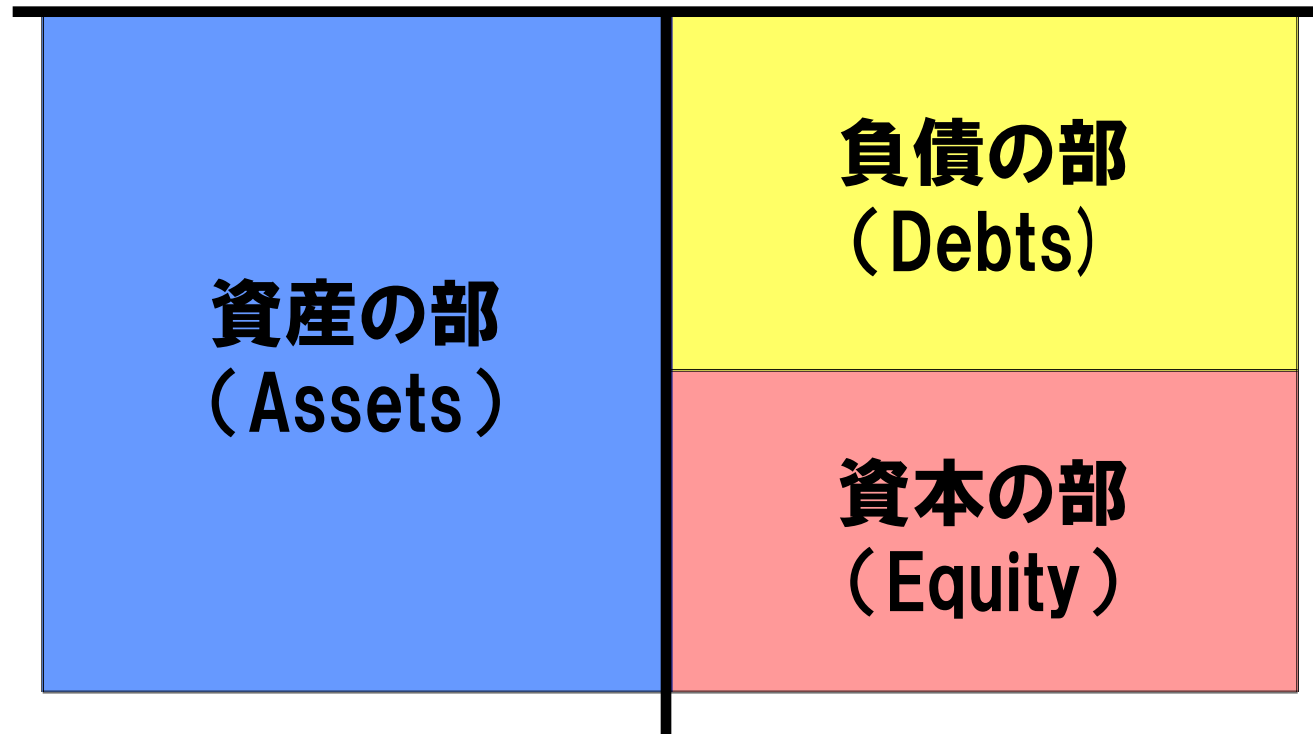 資産の部
（Assets）
負債の部
（Debts)
資本の部
（Equity）